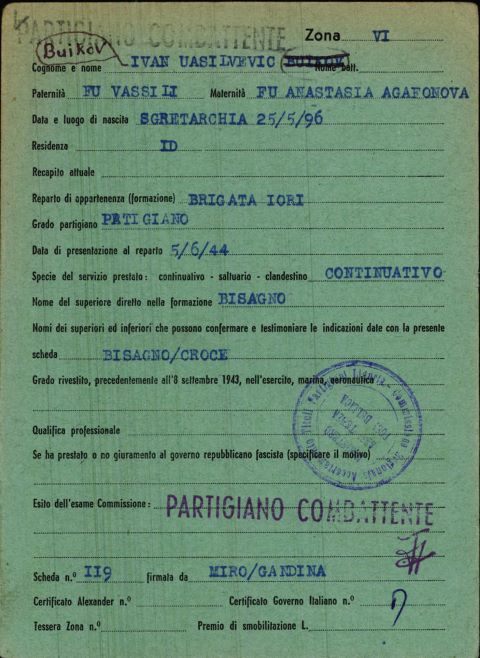 PARTIGIANO COMBATTENTE
Zona VI
Buikov
IVAN UASILVEVIC BUIKOV
Cognome e nome Nome batt.
Paternità FU VASSILI Maternità FU ANASTASIA AGAFONOVA
Data e luogo di nascita SGRETARCHIA 25/5/96
Residenza ID
Recapito attuale
Reparto di appartenenza (formazione) BRIGATA IORI
Grado partigiano PRTIGIANO
Data di presentazione al reparto 5/6/44
Specie del servizio prestato: continuativo - saltuario - clandestino CONTINUATIVO
Nome del superiore diretto nella formazione BISAGNO
Nomi dei superiori ed inferiori che possono confermare e testimoniare le indicazioni date con la presente
scheda BISAGNO/CROCE
Grado rivestito, precedentemente all'8 settembre 1943, nell'esercito, marina, aeronautica
Qualifica professionale
Se ha prestato o no giuramento al governo repubblicano fascista (specificare il motivo)
Esito dell'esame Commissione: PARTIGIANO COMBATTENTE
Scheda n.º 119 firmata da MIRO/GANDINA
Certificato Alexander n.º Certificato Governo Italiano n.º
Tessera Zona n.º Premio di smobilitazione L.